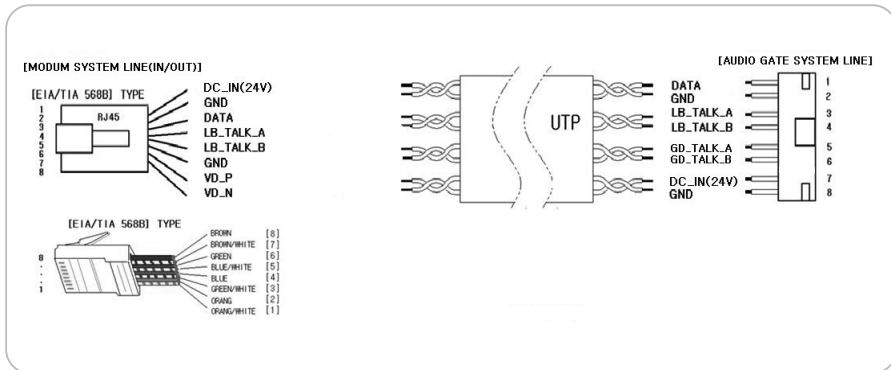 [MODUM SYSTEM LINE(IN/OUT)]
[EIA/TIA 568B] TYPE
1
2
3
4
5
6
7
8
RJ45
DC_IN(24V)
GND
DATA
LB_TALK_A
LB_TALK_B
GND
VD_P
VD_N
[EIA/TIA 568B] TYPE
8
1
BROWN [8]
BROWN/WHITE [7]
GREEN [6]
BLUE/WHITE [5]
BLUE [4]
GREEN/WHITE [3]
ORANG [2]
ORANG/WHITE [1]
UTP
[AUDIO GATE SYSTEM LINE]
DATA 1
GND 2
LB_TALK_A 3
LB_TALK_B 4
GD_TALK_A 5
GD_TALK_B 6
DC_IN(24V) 7
GND 8